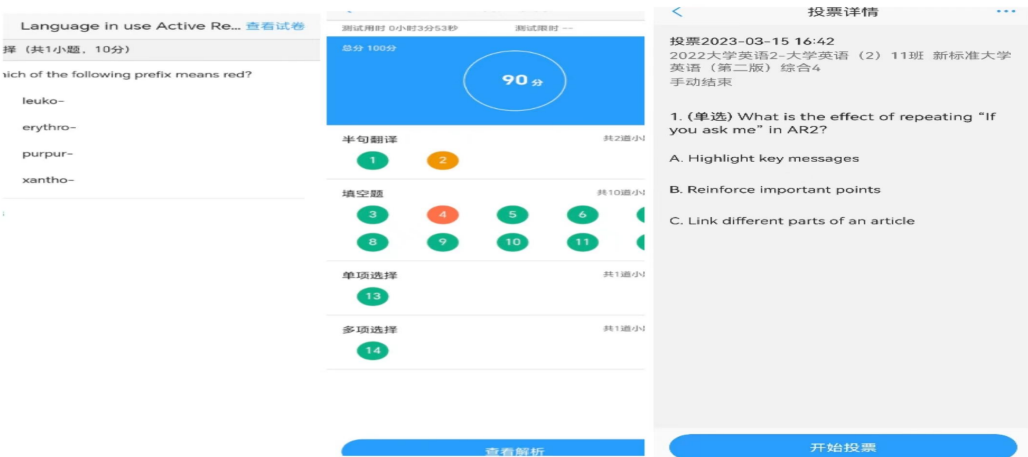 Language in use Active Re... 查看试卷
择（共1小题，10分）
ich of the following prefix means red?
leuko-
erythro-
purpur-
xantho-
测试用时 0小时3分53秒 测试限时 --
总分 100分
90 分
半句翻译 共2道小
1 2
填空题 共10道小
3 4 5 6
8 9 10 11
单项选择 共1道小
13
多项选择 共1道小
14
查看解析
投票详情
投票2023-03-15 16:42
2022大学英语2-大学英语（2）11班 新标准大学
英语（第二版）综合4
手动结束
1. (单选) What is the effect of repeating “If
you ask me” in AR2?
A. Highlight key messages
B. Reinforce important points
C. Link different parts of an article
开始投票